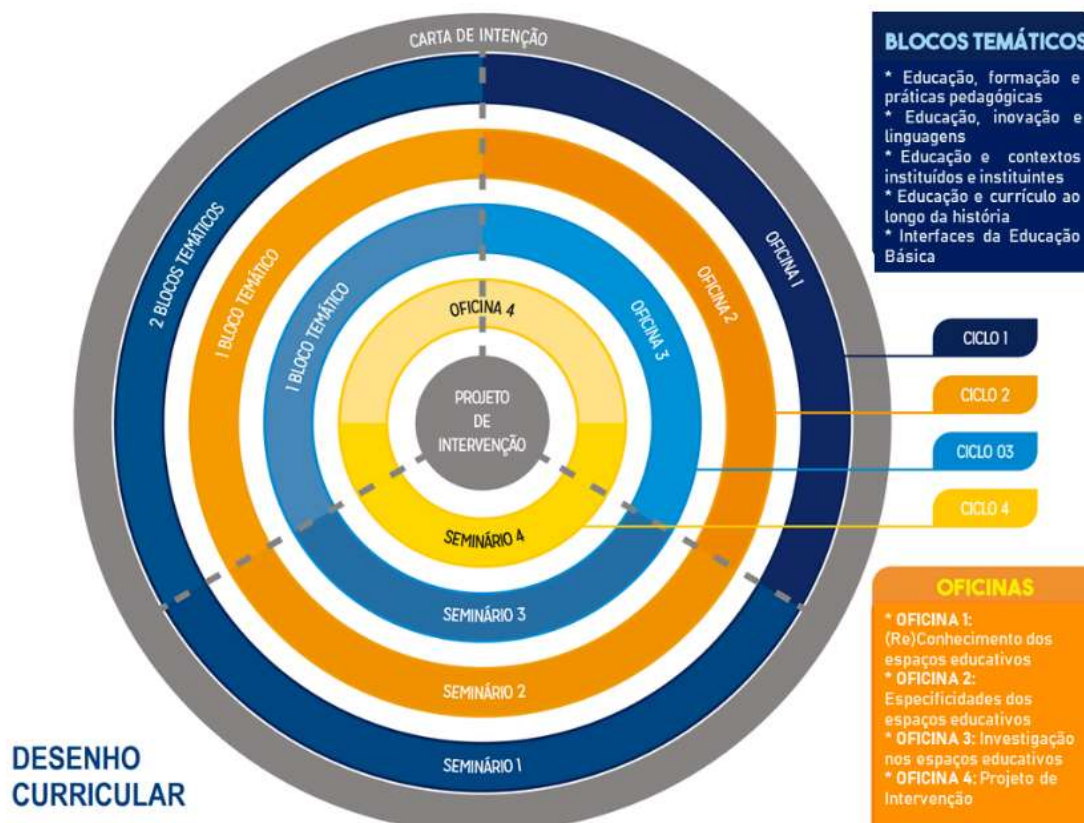 CARTA DE INTENÇÃO
2 BLOCOS TEMÁTICOS
OFICINA 1
SEMINÁRIO 1
1 BLOCO TEMÁTICO
OFICINA 2
SEMINÁRIO 2
1 BLOCO TEMÁTICO
OFICINA 3
SEMINÁRIO 3
OFICINA 4
SEMINÁRIO 4
PROJETO
DE
INTERVENÇÃO
BLOCOS TEMÁTICOS
* Educação, formação e
práticas pedagógicas
* Educação, inovação e
linguagens
* Educação e contextos
instituídos e instituintes
* Educação e currículo ao
longo da história
* Interfaces da Educação
Básica
CICLO 1
CICLO 2
CICLO 03
CICLO 4
OFICINAS
* OFICINA 1:
(Re)Conhecimento dos
espaços educativos
* OFICINA 2:
Especificidades dos
espaços educativos
* OFICINA 3: Investigação
nos espaços educativos
* OFICINA 4: Projeto de
Intervenção
DESENHO
CURRICULAR